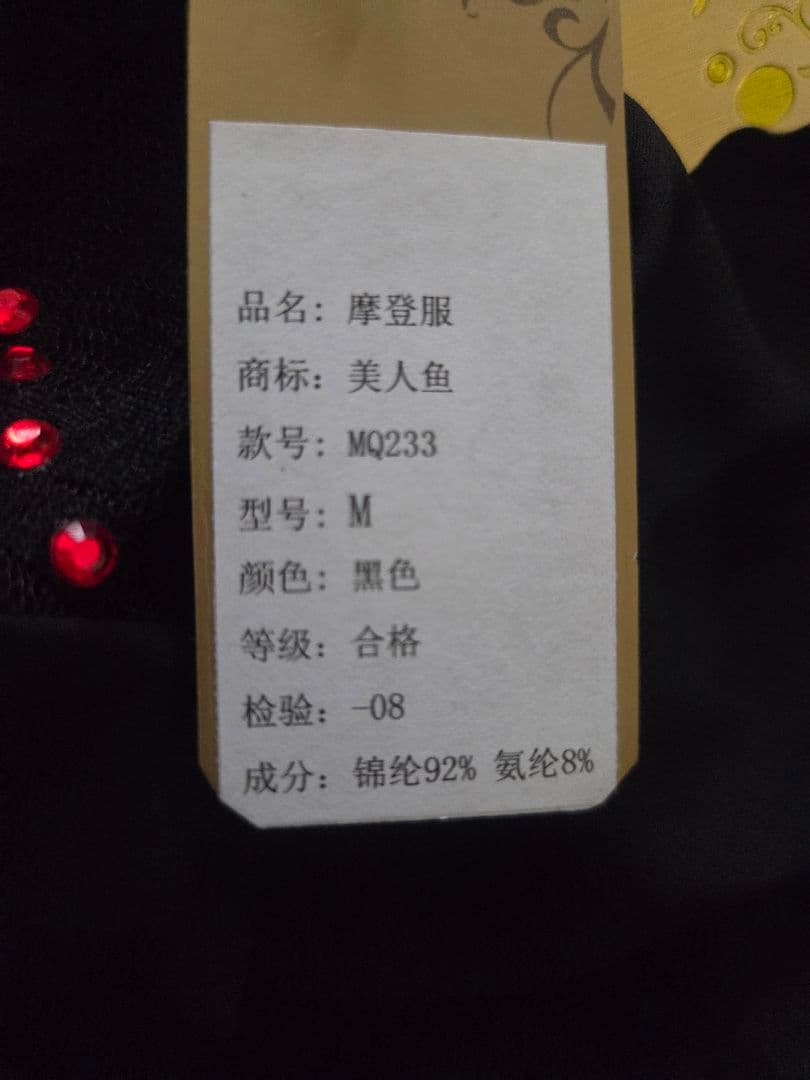 品名：摩登服
商标：美人鱼
款号：MQ233
型号：M
颜色：黑色
等级：合格
检验：-08
成分：锦纶92% 氨纶8%